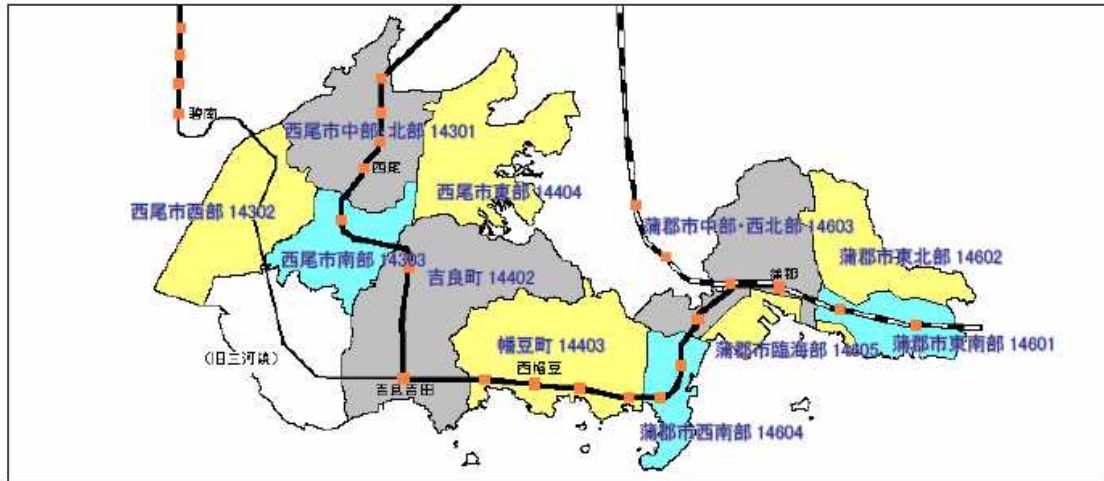 碧南
西尾市中部・北部 14301
西尾
西尾市東部 14404
西尾市西部 14302
蒲郡市中部・西北部 14603
西尾市南部 14303
吉良町 14402
蒲郡市東北部 14602
蒲郡
幡豆町 14403
蒲郡市臨海部 14605
蒲郡市東南部 14601
(旧三河線)
西幡豆
吉良吉田
蒲郡市西南部 14604